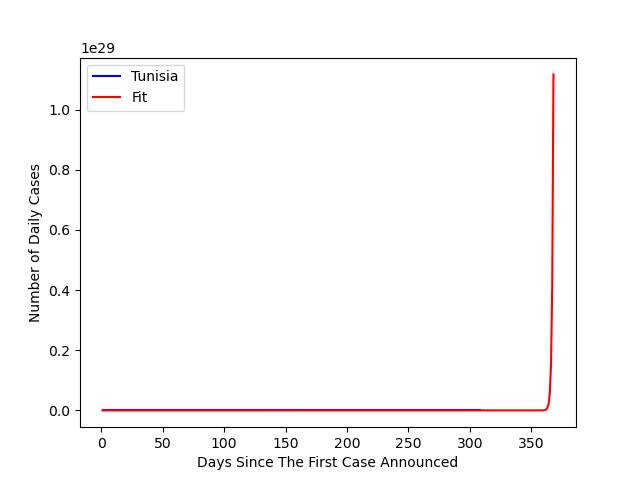 1e29
Tunisia
Fit
1.0
0.8
0.6
0.4
0.2
0.0
Number of Daily Cases
0 50 100 150 200 250 300 350
Days Since The First Case Announced